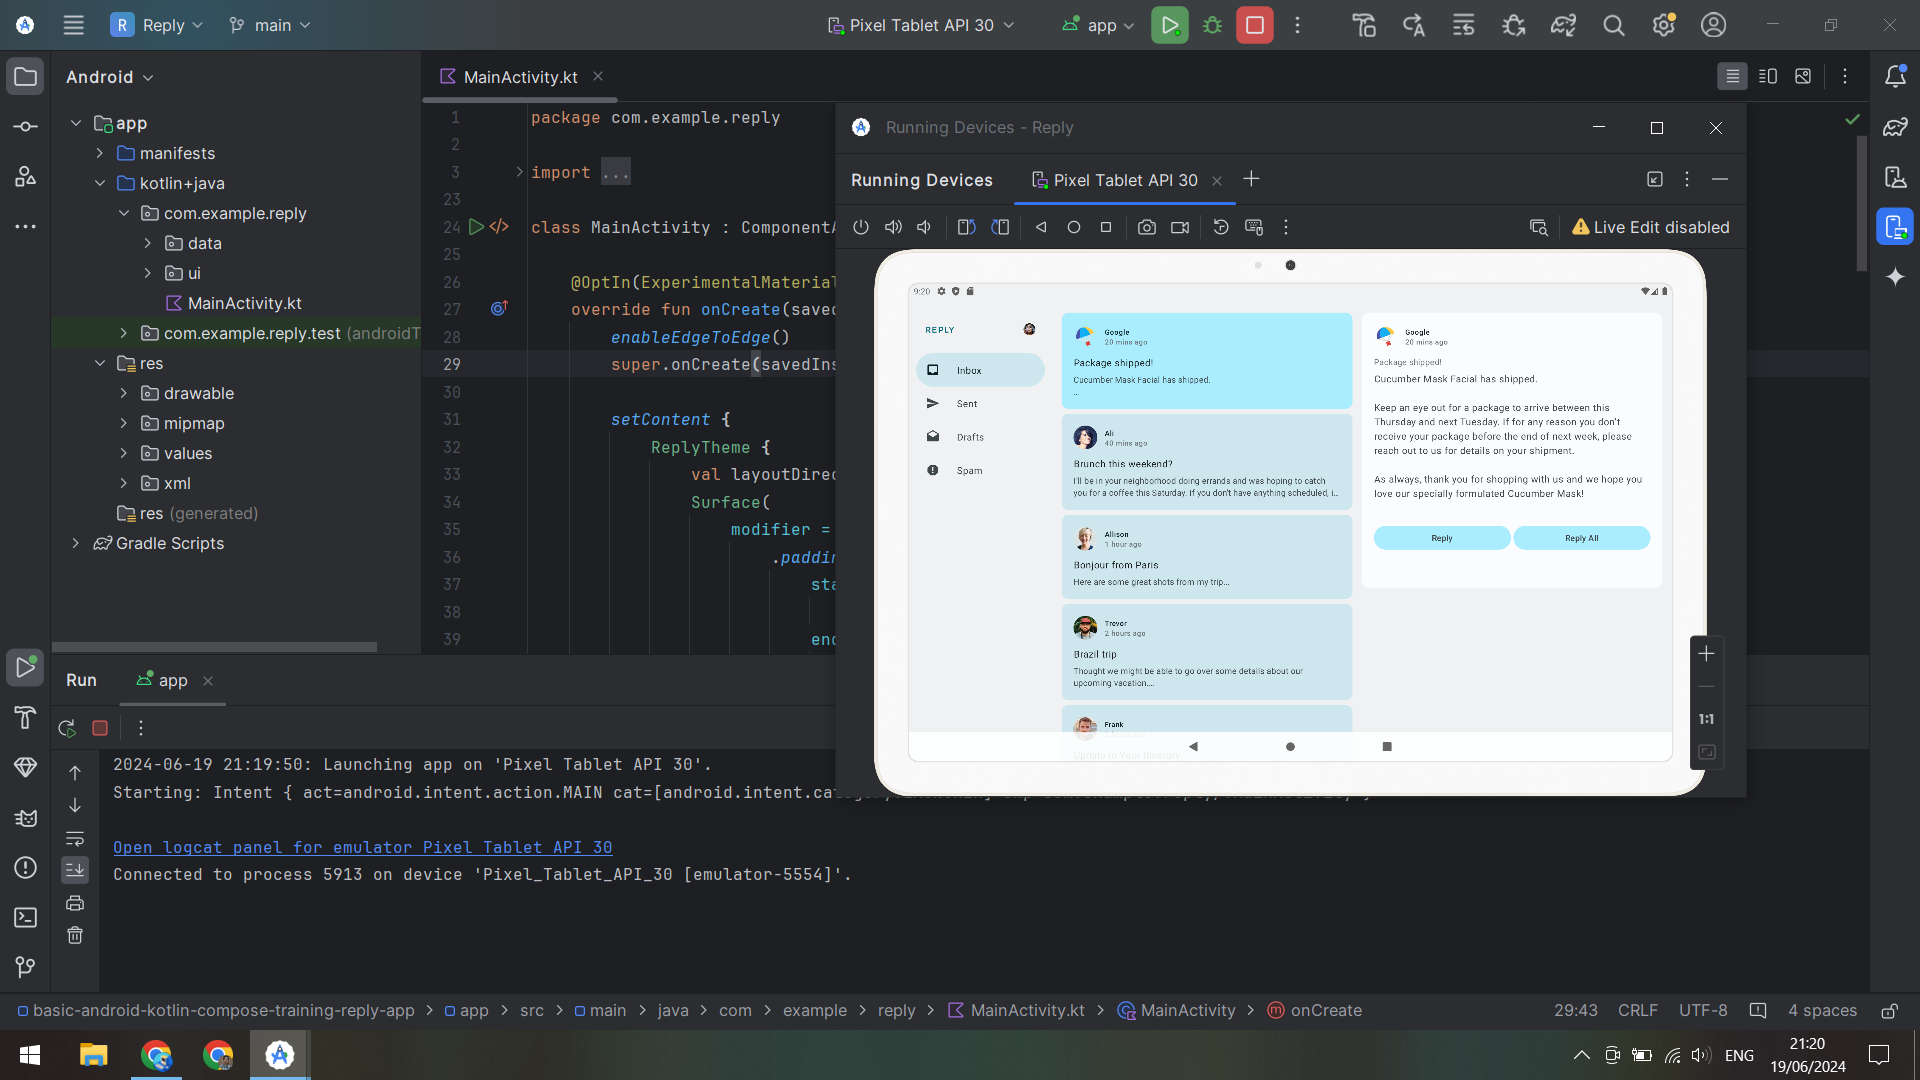 R Reply
main
Pixel Tablet API 30
app
Android
app
manifests
kotlin+java
com.example.reply
data
ui
MainActivity.kt
com.example.reply.test (androidT
res
drawable
mipmap
values
xml
res (generated)
Gradle Scripts
MainActivity.kt
1 package com.example.reply
2
3 import ...
23
24 class MainActivity : ComponentA
25
26 @OptIn(ExperimentalMaterial
27 override fun onCreate(saved
28 enableEdgeToEdge()
29 super.onCreate(savedIns
30
31 setContent {
32 ReplyTheme {
33 val layoutDirec
34 Surface(
35 modifier =
36 .paddin
37 sta
38
39 end
Running Devices - Reply
Running Devices
Pixel Tablet API 30
Live Edit disabled
9:20
REPLY
Inbox
Sent
Drafts
Spam
Google
20 mins ago
Package shipped!
Cucumber Mask Facial has shipped.
...
Ali
40 mins ago
Brunch this weekend?
I'll be in your neighborhood doing errands and was hoping to catch
you for a coffee this Saturday. If you don't have anything scheduled, i...
Allison
1 hour ago
Bonjour from Paris
Here are some great shots from my trip...
Trevor
2 hours ago
Brazil trip
Thought we might be able to go over some details about our
upcoming vacation....
Frank
Update to Your Itinerary
Google
20 mins ago
Package shipped!
Cucumber Mask Facial has shipped.
Keep an eye out for a package to arrive between this
Thursday and next Tuesday. If for any reason you don't
receive your package before the end of next week, please
reach out to us for details on your shipment.
As always, thank you for shopping with us and we hope you
love our specially formulated Cucumber Mask!
Reply
Reply All
1:1
Run
app
2024-06-19 21:19:50: Launching app on 'Pixel Tablet API 30'.
Starting: Intent { act=android.intent.action.MAIN cat=[android.intent.ca
Open logcat panel for emulator Pixel Tablet API 30
Connected to process 5913 on device 'Pixel_Tablet_API_30 [emulator-5554]'.
basic-android-kotlin-compose-training-reply-app > app > src > main > java > com > example > reply > MainActivity.kt > MainActivity > onCreate
29:43 CRLF UTF-8 4 spaces
ENG
21:20
19/06/2024